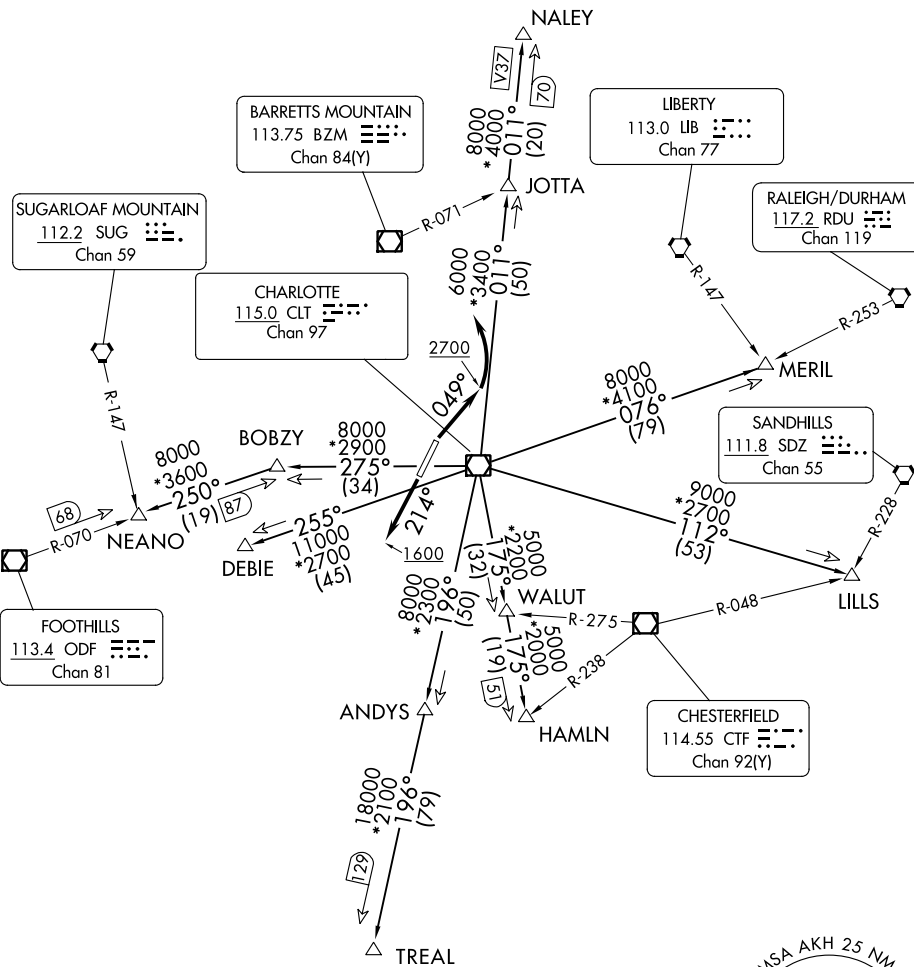 NALEY
V37
70
8000
*4000
011°
(20)
BARRETTS MOUNTAIN
113.75 BZM
Chan 84(Y)
LIBERTY
113.0 LIB
Chan 77
JOTTA
R-071
SUGARLOAF MOUNTAIN
112.2 SUG
Chan 59
RALEIGH/DURHAM
117.2 RDU
Chan 119
6000
*3400
011°
(50)
CHARLOTTE
115.0 CLT
Chan 97
R-147
R-253
2700
MERIL
R-147
049°
8000
*4100
076°
(79)
SANDHILLS
111.8 SDZ
Chan 55
BOBZY
8000
*2900
275°
(34)
8000
*3600
250°
(19)
87
68
R-070
NEANO
214°
255°
11000
*2700
(45)
DEBIE
1600
9000
*2700
112°
(53)
R-228
LILLS
5000
*2200
175°
(32)
WALUT
R-275
R-048
8000
*2300
196°
(50)
FOOTHILLS
113.4 ODF
Chan 81
5000
*2000
175°
(19)
51
R-238
HAMLN
ANDYS
CHESTERFIELD
114.55 CTF
Chan 92(Y)
18000
*2100
196°
(79)
129
TREAL
MSA AKH 25 NM